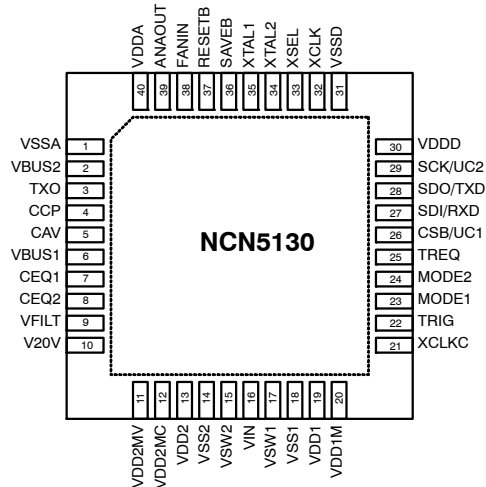 VDDA
ANAOUT
FANIN
RESETB
SAVEB
XTAL1
XTAL2
XSEL
XCLK
VSSD
40
39
38
37
36
35
34
33
32
31
VSSA 1
VBUS2 2
TXO 3
CCP 4
CAV 5
VBUS1 6
CEQ1 7
CEQ2 8
VFILT 9
V20V 10
NCN5130
30 VDDD
29 SCK/UC2
28 SDO/TXD
27 SDI/RXD
26 CSB/UC1
25 TREQ
24 MODE2
23 MODE1
22 TRIG
21 XCLKC
11
12
13
14
15
16
17
18
19
20
VDD2MV
VDD2MC
VDD2
VSS2
VSW2
VIN
VSW1
VSS1
VDD1
VDD1M